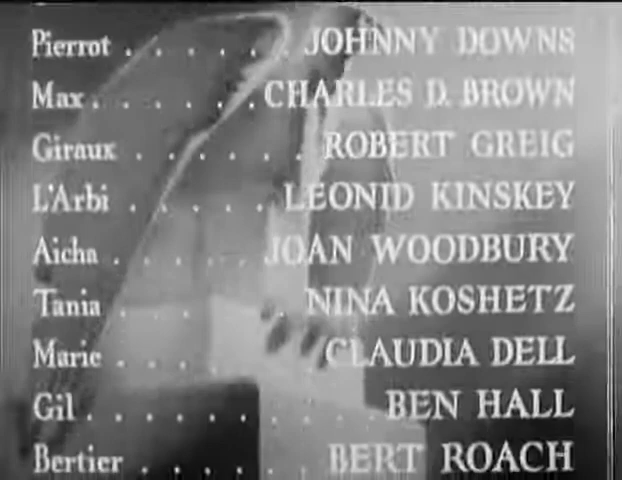 Pierrot . . . . . . JOHNNY DOWNS
Max . . . . . . CHARLES D. BROWN
Giraux . . . . . . ROBERT GREIG
L'Arbi . . . . . LEONID KINSKEY
Aicha . . . . . JOAN WOODBURY
Tania . . . . . NINA KOSHETZ
Marie . . . . . CLAUDIA DELL
Gil . . . . . . . . . BEN HALL
Bertier . . . . . . BERT ROACH